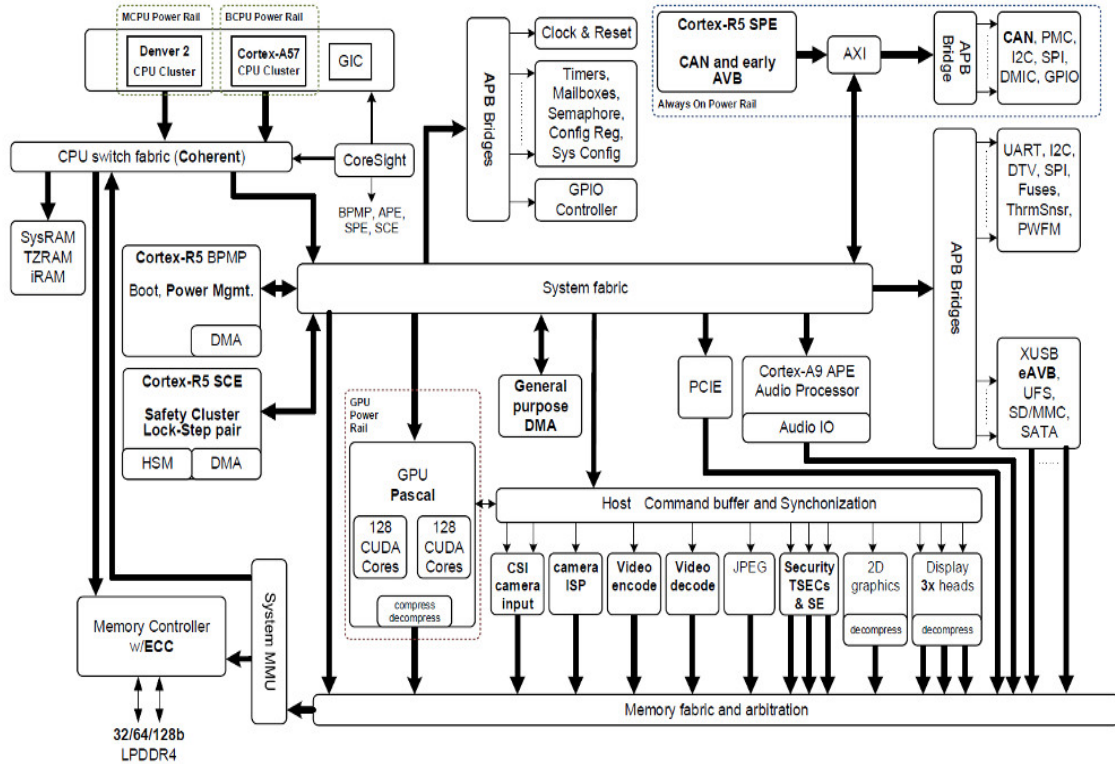 MCPU Power Rail
BCPU Power Rail
Denver 2
CPU Cluster
Cortex-A57
CPU Cluster
GIC
CPU switch fabric (Coherent)
CoreSight
BPMP, APE,
SPE, SCE
SysRAM
TZRAM
iRAM
Cortex-R5 BPMP
Boot, Power Mgmt.
DMA
Cortex-R5 SCE
Safety Cluster
Lock-Step pair
HSM
DMA
APB Bridges
Clock & Reset
Timers,
Mailboxes,
Semaphore,
Config Reg,
Sys Config
GPIO
Controller
Cortex-R5 SPE
CAN and early
AVB
AXI
APB
Bridge
CAN, PMC,
I2C, SPI,
DMIC, GPIO
Always On Power Rail
System fabric
APB Bridges
UART, I2C,
DTV, SPI,
Fuses,
ThrmSnsr,
PWFM
XUSB
eAVB,
UFS,
SD/MMC,
SATA
GPU
Power
Rail
GPU
Pascal
128
CUDA
Cores
128
CUDA
Cores
compress
decompress
General
purpose
DMA
PCIE
Cortex-A9 APE
Audio Processor
Audio IO
Host Command buffer and Synchonization
CSI
camera
input
camera
ISP
Video
encode
Video
decode
JPEG
Security
TSECs
& SE
2D
graphics
decompress
Display
3x heads
decompress
Memory Controller
w/ECC
System MMU
32/64/128b
LPDDR4
Memory fabric and arbitration